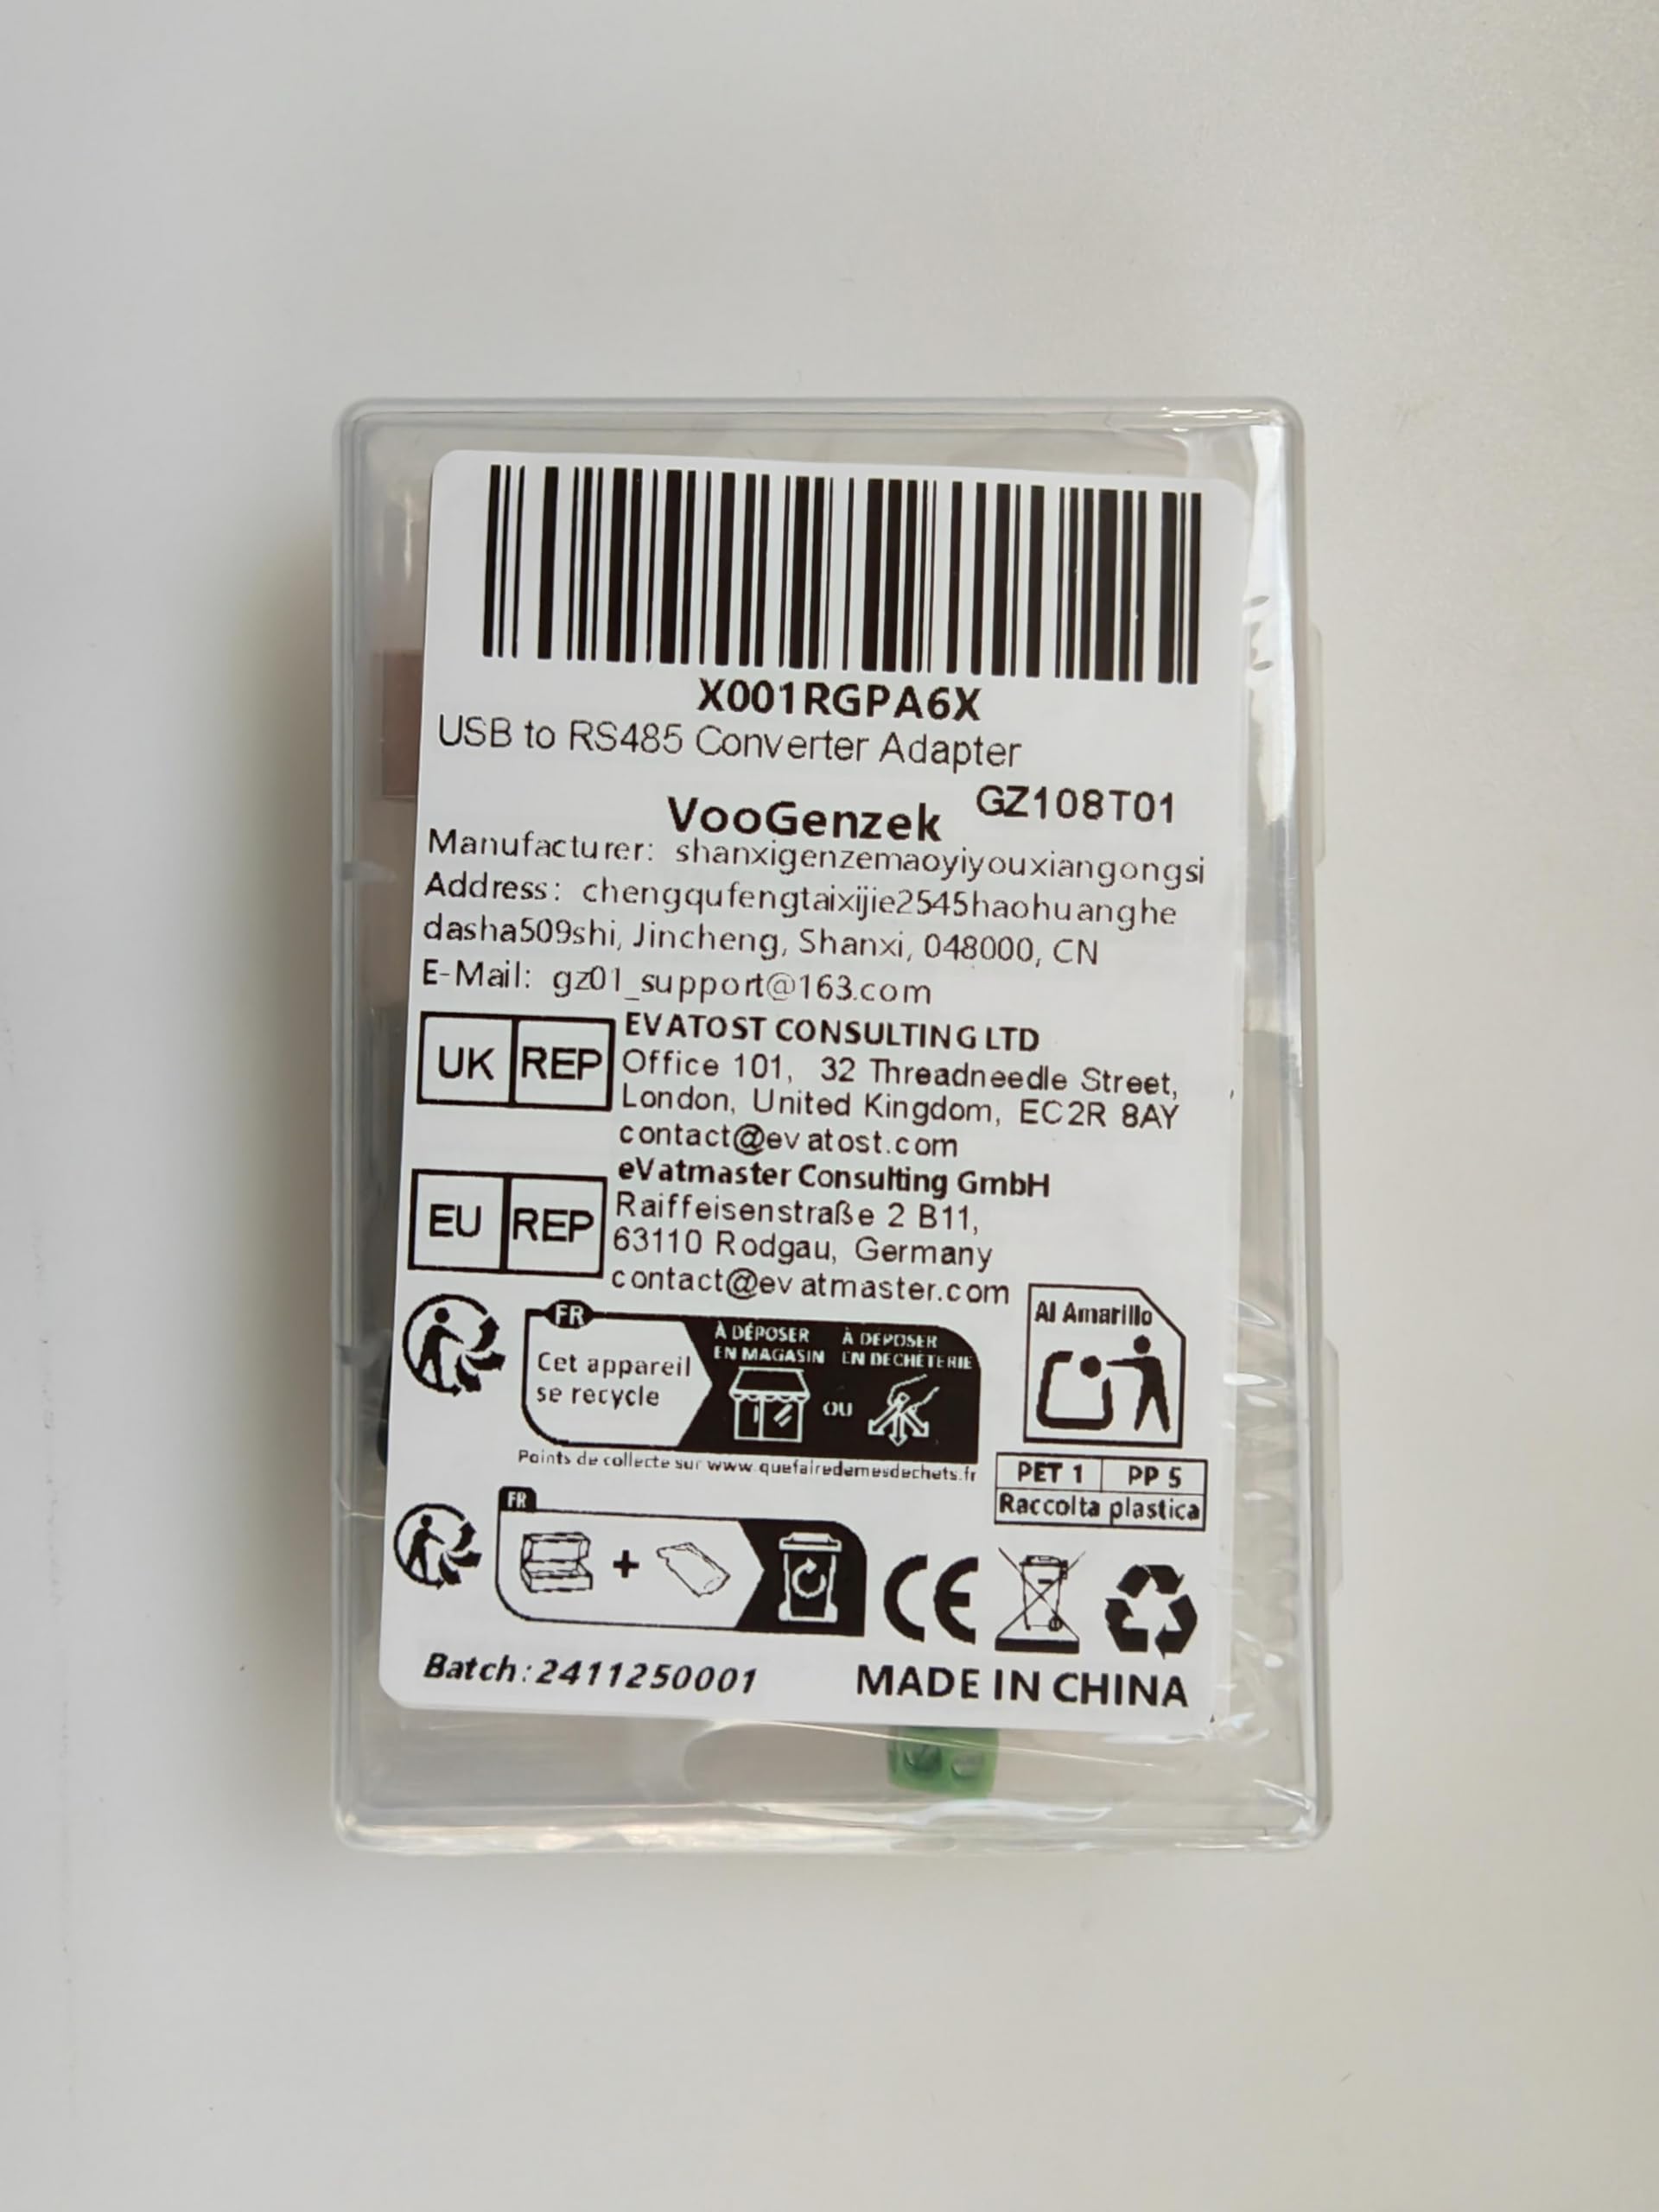 X001RGPA6X
USB to RS485 Converter Adapter
VooGenzek GZ108T01
Manufacturer: shanxigenzemaoyiyouxiangongsi
Address: chengqufengtaixijie2545haohuanghe
dasha509shi, Jincheng, Shanxi, 048000, CN
E-Mail: gz01_support@163.com
UK REP
EVATOST CONSULTING LTD
Office 101, 32 Threadneedle Street,
London, United Kingdom, EC2R 8AY
contact@evatost.com
EU REP
eVatmaster Consulting GmbH
Raiffeisenstraße 2 B11,
63110 Rodgau, Germany
contact@evatmaster.com
FR
Cet appareil
se recycle
À DÉPOSER
EN MAGASIN
OU
À DÉPOSER
EN DÉCHÈTERIE
Points de collecte sur www.quefairedemesdechets.fr
Al Amarillo
PET 1 PP 5
Raccolta plastica
FR
+
CE
Batch:2411250001
MADE IN CHINA